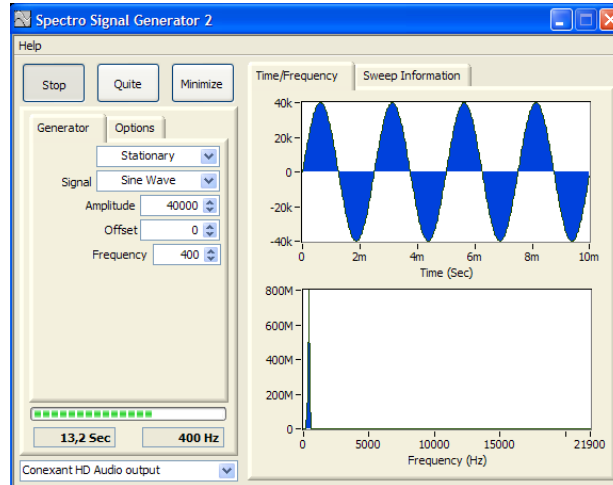 Spectro Signal Generator 2
Help
Stop Quite Minimize
Generator Options
Stationary
Signal Sine Wave
Amplitude 40000
Offset 0
Frequency 400
13,2 Sec 400 Hz
Conexant HD Audio output
Time/Frequency Sweep Information
40k
20k
0
-20k
-40k
0 2m 4m 6m 8m 10m
Time (Sec)
800M
600M
400M
200M
0
0 5000 10000 15000 21900
Frequency (Hz)